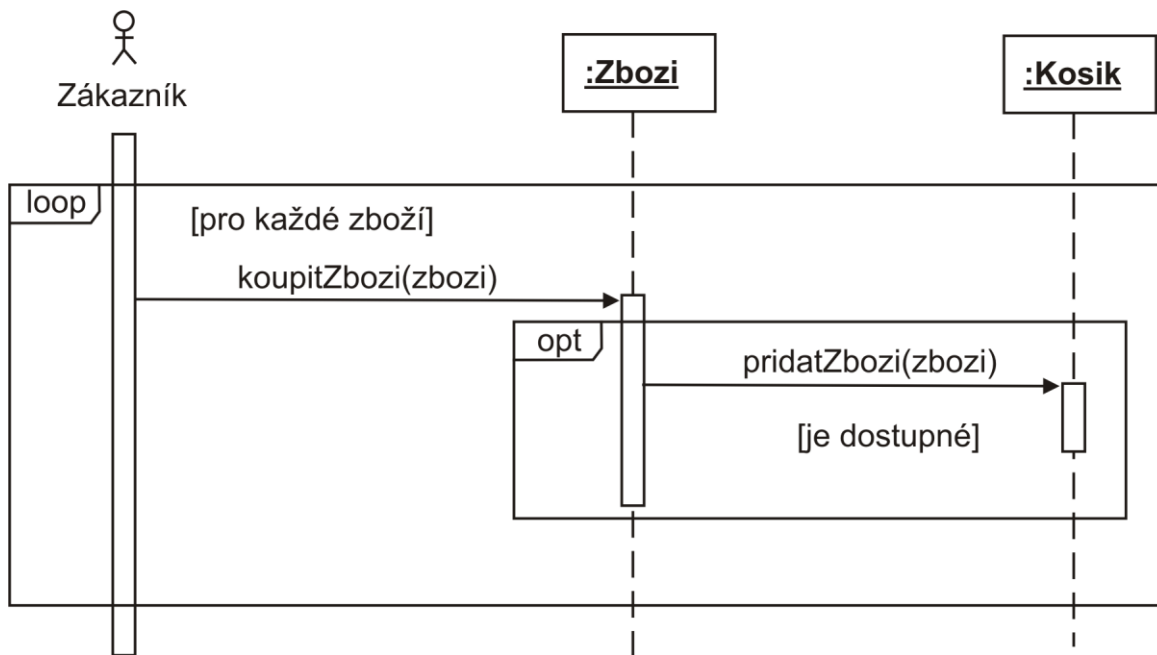 Zákazník
:Zbozi
:Kosik
loop
[pro každé zboží]
koupitZbozi(zbozi)
opt
pridatZbozi(zbozi)
[je dostupné]